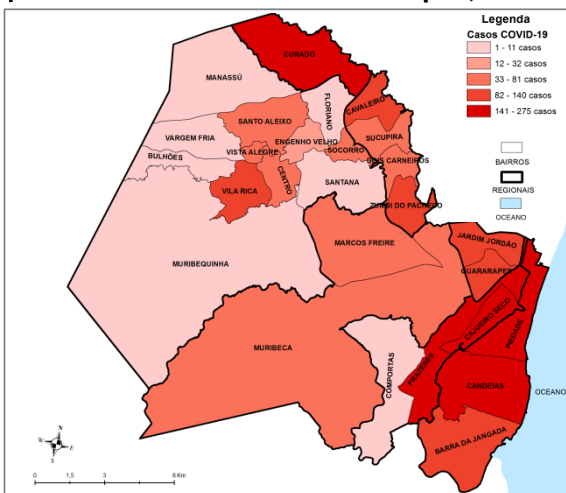 Legenda
Casos COVID-19
1 - 11 casos
12 - 32 casos
33 - 81 casos
82 - 140 casos
141 - 275 casos
BAIRROS
REGIONAIS
OCEANO
CURADO
MANASSÚ
FLORIANO
CAVALEIRO
SANTO ALEIXO
VARGEM FRIA
ENGENHO VELHO
SUCUPIRA
BULHÕES
VISTA ALEGRE
SOCORRO
DOIS CARNEIROS
CENTRO
SANTANA
VILA RICA
ZUMBI DO PACHECO
MARCOS FREIRE
JARDIM JORDÃO
MURIBEQUINHA
GUARARAPES
CAJUEIRO SECO
PIEDADE
MURIBECA
COMPORTAS
PRAZERES
CANDEIAS
OCEANO
BARRA DA JANGADA
N
W
E
S
0
1,5
3
6 Km